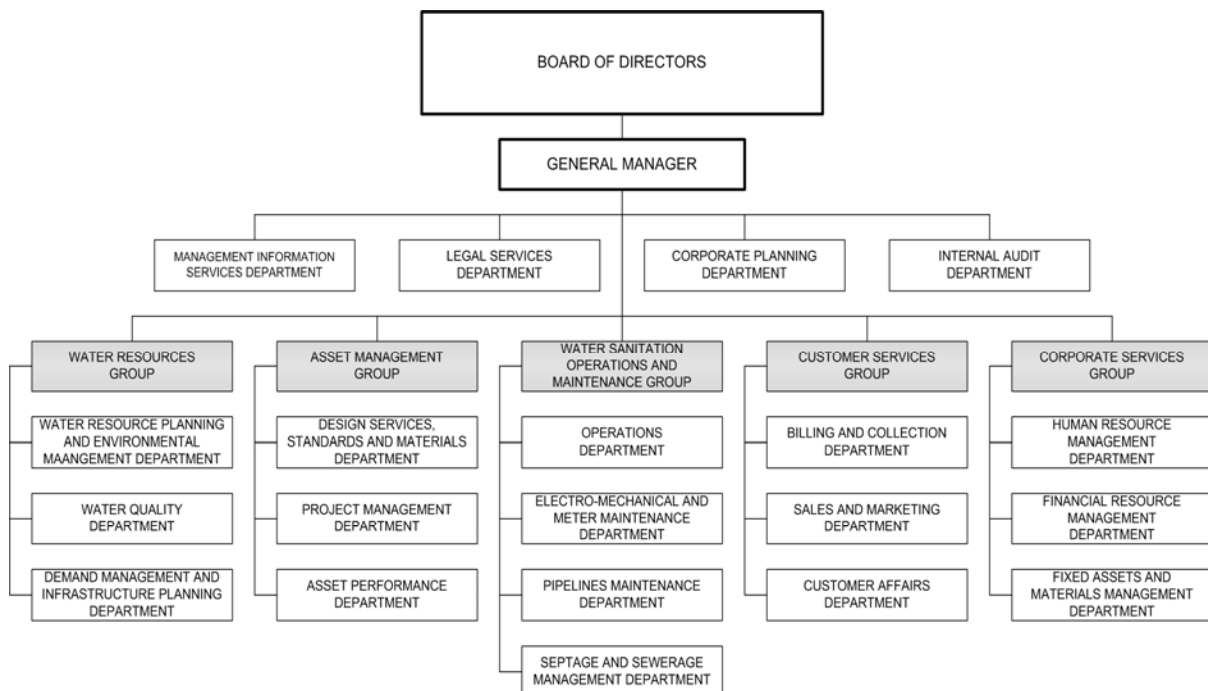 BOARD OF DIRECTORS
GENERAL MANAGER
MANAGEMENT INFORMATION
SERVICES DEPARTMENT
LEGAL SERVICES
DEPARTMENT
CORPORATE PLANNING
DEPARTMENT
INTERNAL AUDIT
DEPARTMENT
WATER RESOURCES
GROUP
ASSET MANAGEMENT
GROUP
WATER SANITATION
OPERATIONS AND
MAINTENANCE GROUP
CUSTOMER SERVICES
GROUP
CORPORATE SERVICES
GROUP
WATER RESOURCE PLANNING
AND ENVIRONMENTAL
MAANGEMENT DEPARTMENT
DESIGN SERVICES,
STANDARDS AND MATERIALS
DEPARTMENT
OPERATIONS
DEPARTMENT
BILLING AND COLLECTION
DEPARTMENT
HUMAN RESOURCE
MANAGEMENT
DEPARTMENT
WATER QUALITY
DEPARTMENT
PROJECT MANAGEMENT
DEPARTMENT
ELECTRO-MECHANICAL AND
METER MAINTENANCE
DEPARTMENT
SALES AND MARKETING
DEPARTMENT
FINANCIAL RESOURCE
MANAGEMENT
DEPARTMENT
DEMAND MANAGEMENT AND
INFRASTRUCTURE PLANNING
DEPARTMENT
ASSET PERFORMANCE
DEPARTMENT
PIPELINES MAINTENANCE
DEPARTMENT
CUSTOMER AFFAIRS
DEPARTMENT
FIXED ASSETS AND
MATERIALS MANAGEMENT
DEPARTMENT
SEPTAGE AND SEWERAGE
MANAGEMENT DEPARTMENT